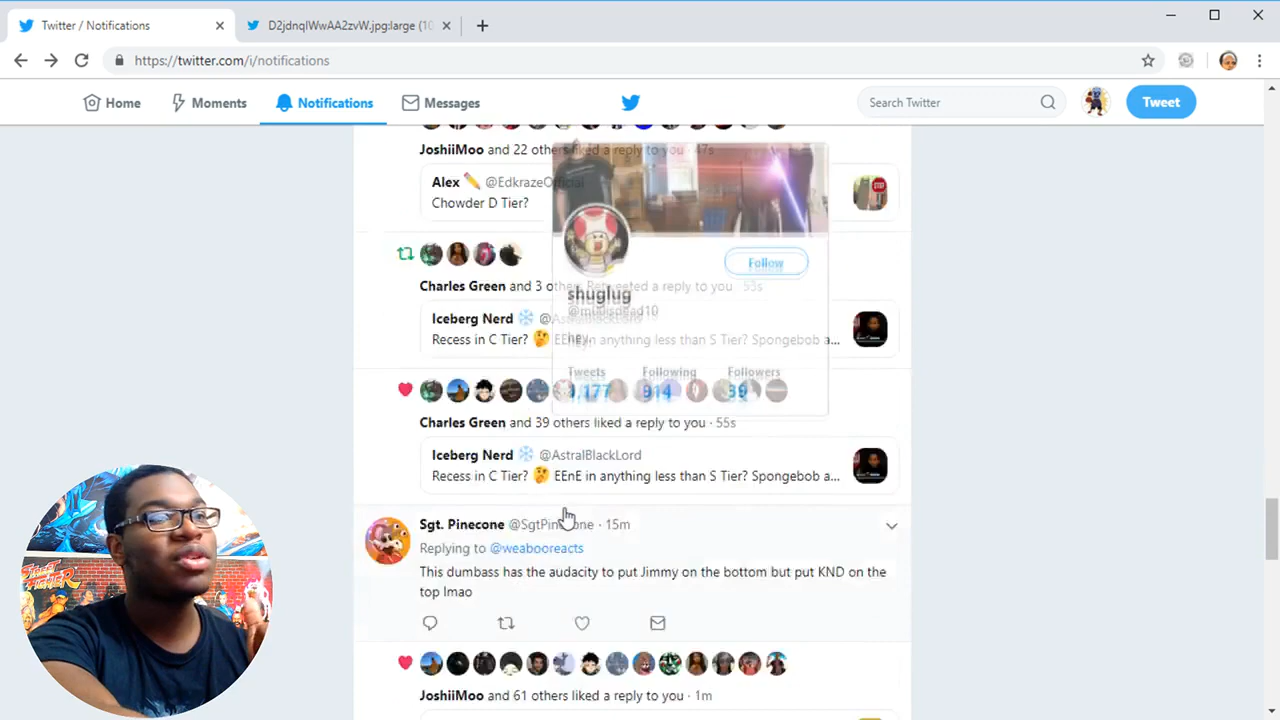 Twitter / Notifications
D2jdnqlWwAA2zvW.jpg:large (10
https://twitter.com/i/notifications
Home
Moments
Notifications
Messages
Search Twitter
Tweet
JoshiiMoo and 22 others liked a reply to you · 47s
Alex @EdkrazeOfficial
Chowder D Tier?
STOP
Follow
Charles Green and 3 others Retweeted a reply to you · 53s
shuglug
Iceberg Nerd @AstralBlackLord
Recess in C Tier? EEnE in anything less than S Tier? Spongebob a...
hey
Tweets Following Followers
914 39
Charles Green and 39 others liked a reply to you · 55s
Iceberg Nerd @AstralBlackLord
Recess in C Tier? EEnE in anything less than S Tier? Spongebob a...
Sgt. Pinecone @SgtPinecone · 15m
Replying to @weabooreacts
This dumbass has the audacity to put Jimmy on the bottom but put KND on the
top lmao
JoshiiMoo and 61 others liked a reply to you · 1m